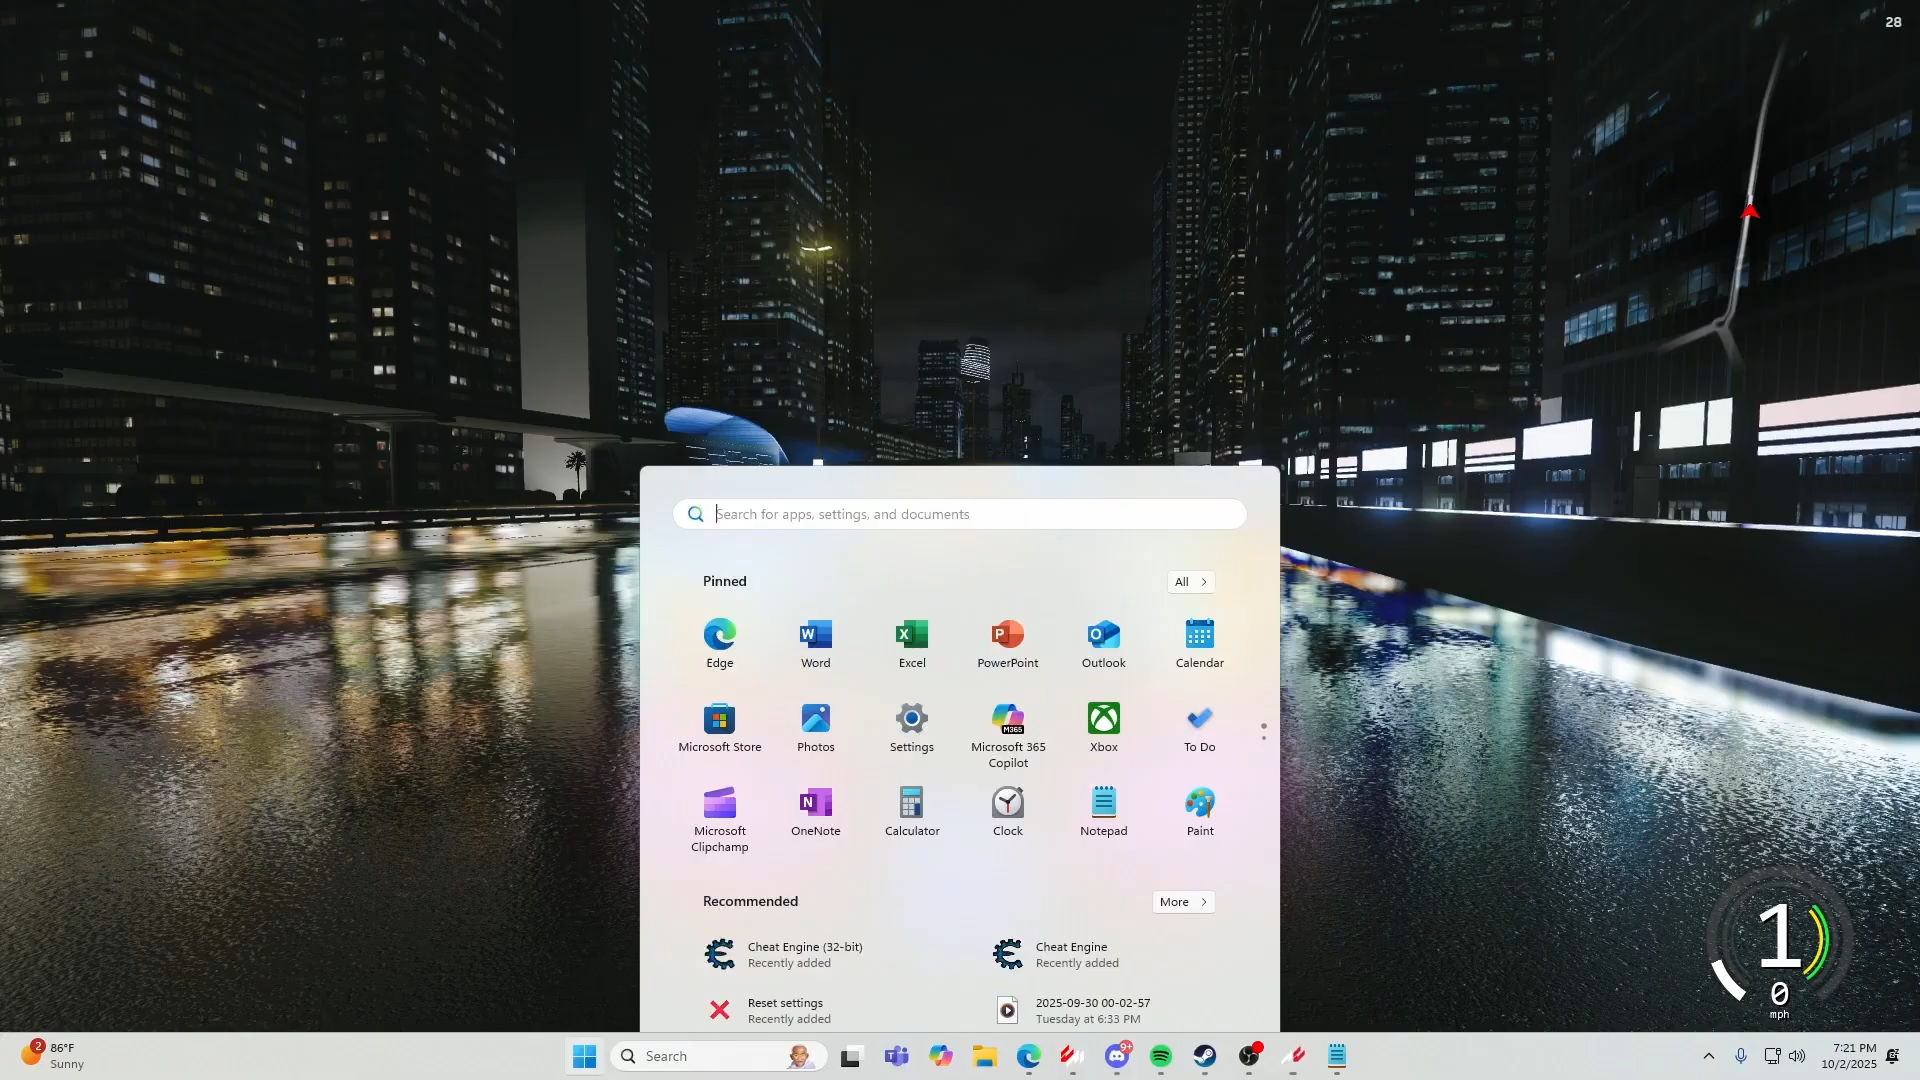 28
Search for apps, settings, and documents
Pinned
All
Edge
Word
Excel
PowerPoint
Outlook
Calendar
Microsoft Store
Photos
Settings
Microsoft 365
Copilot
M365
Xbox
To Do
Microsoft
Clipchamp
OneNote
Calculator
Clock
Notepad
Paint
Recommended
More
Cheat Engine (32-bit)
Recently added
Cheat Engine
Recently added
Reset settings
Recently added
2025-09-30 00-02-57
Tuesday at 6:33 PM
1
0
mph
2
86°F
Sunny
Search
9+
7:21 PM
10/2/2025